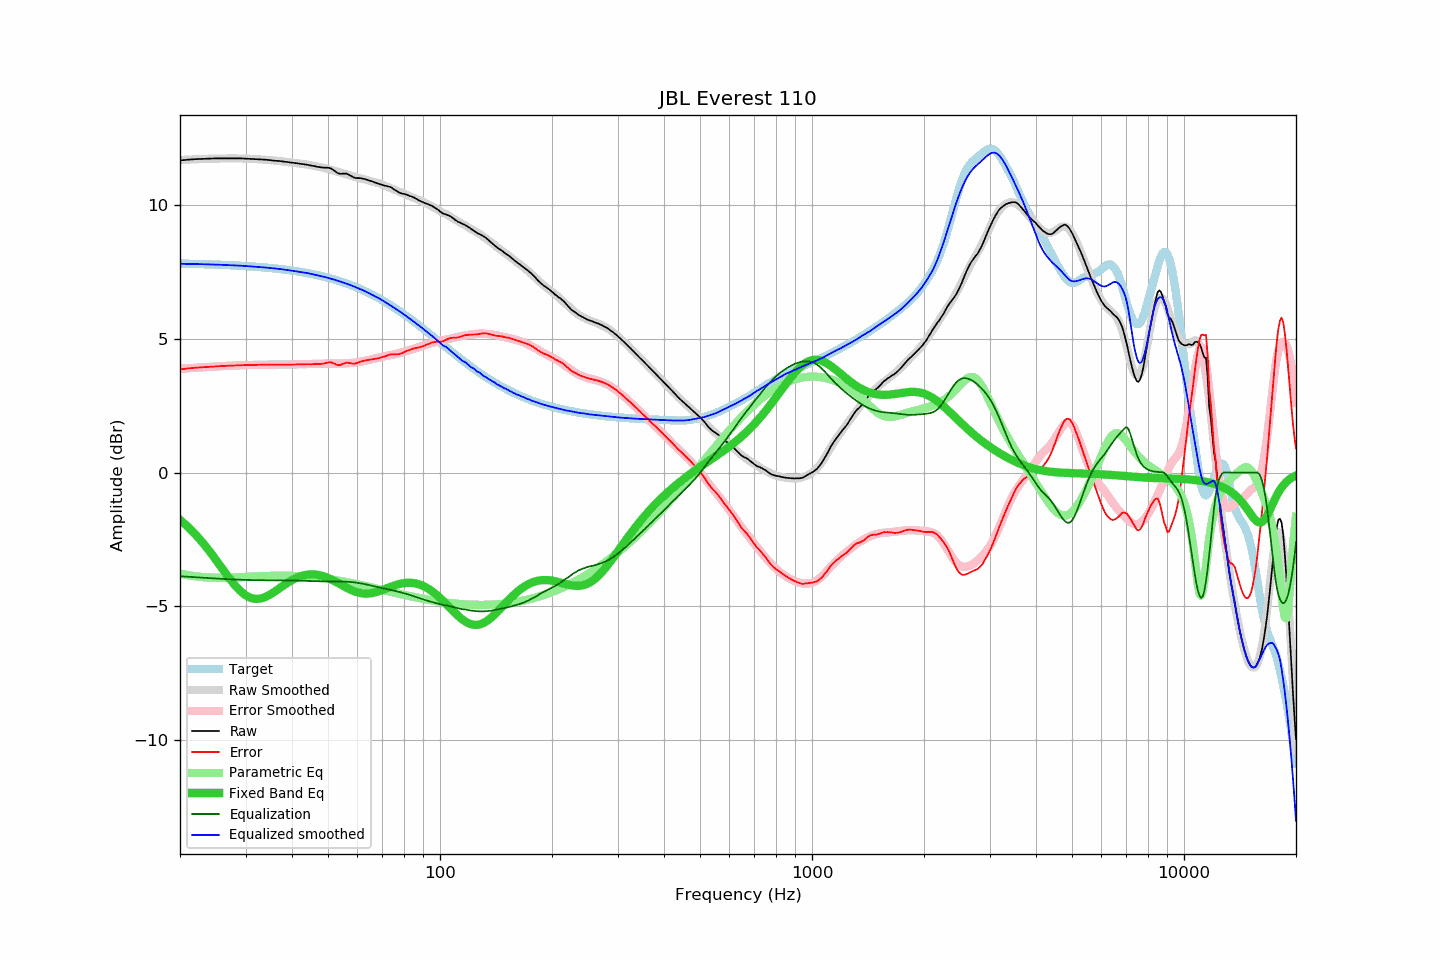 JBL Everest 110
Amplitude (dBr)
10
5
0
−5
−10
Target
Raw Smoothed
Error Smoothed
Raw
Error
Parametric Eq
Fixed Band Eq
Equalization
Equalized smoothed
100
1000
10000
Frequency (Hz)